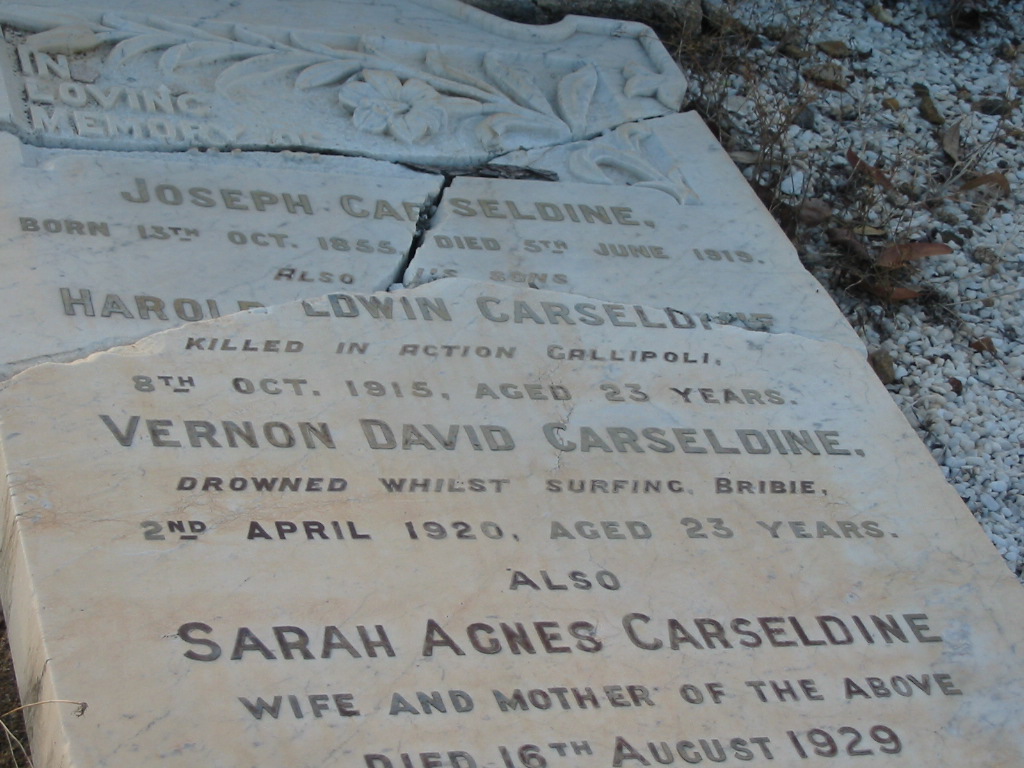 IN
LOVING
MEMORY OF
JOSEPH CARSELDINE,
BORN 13TH OCT. 1855 DIED 5TH JUNE 1919.
ALSO HIS SONS
HAROLD EDWIN CARSELDINE
KILLED IN ACTION GALLIPOLI,
8TH OCT. 1915, AGED 23 YEARS.
VERNON DAVID CARSELDINE,
DROWNED WHILST SURFING, BRIBIE,
2ND APRIL 1920, AGED 23 YEARS.
ALSO
SARAH AGNES CARSELDINE
WIFE AND MOTHER OF THE ABOVE
DIED 16TH AUGUST 1929